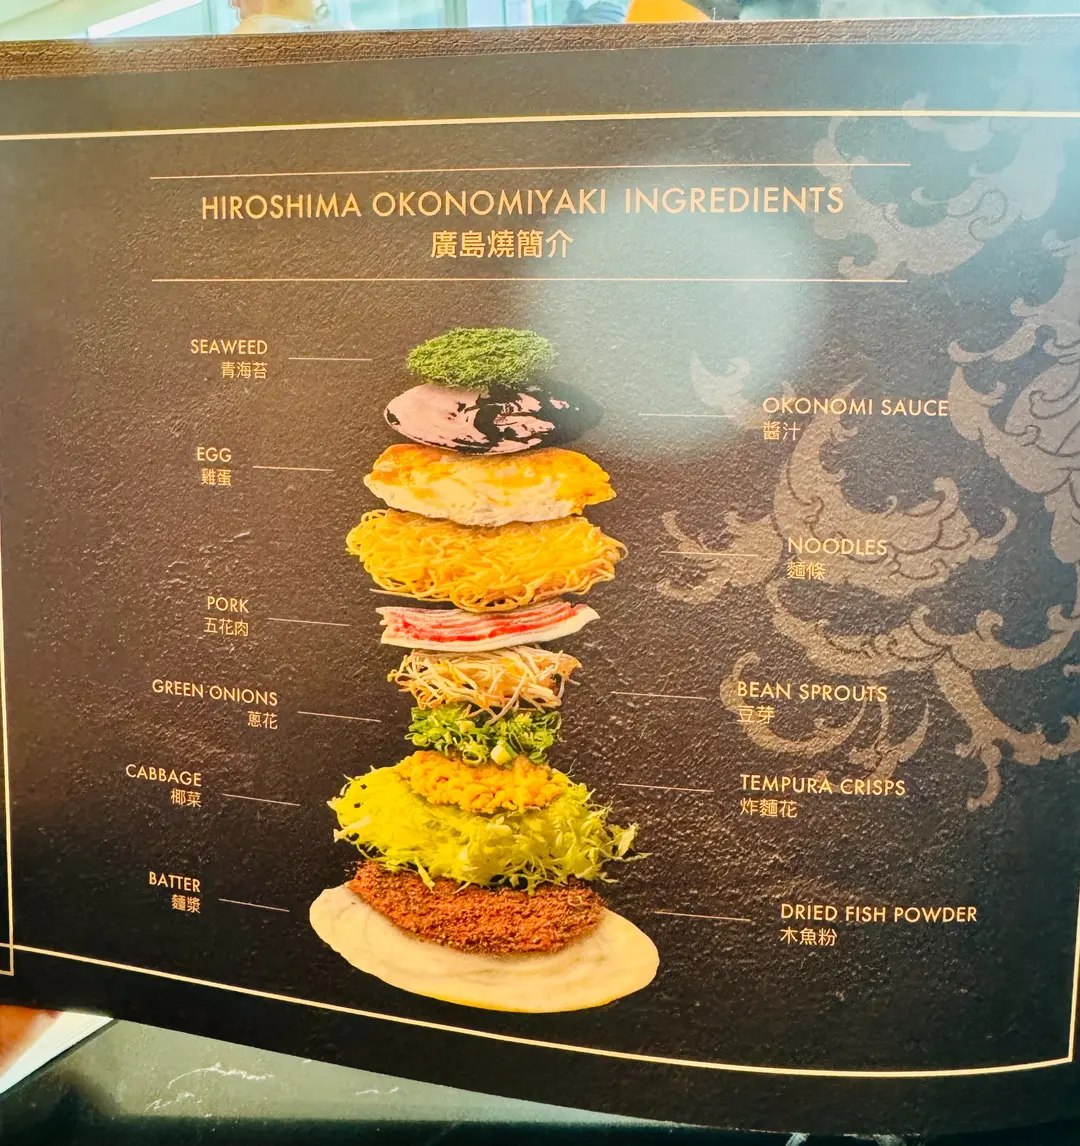 HIROSHIMA OKONOMIYAKI INGREDIENTS
廣島燒簡介
SEAWEED
青海苔
OKONOMI SAUCE
醬汁
EGG
雞蛋
NOODLES
麵條
PORK
五花肉
GREEN ONIONS
蔥花
BEAN SPROUTS
豆芽
CABBAGE
椰菜
TEMPURA CRISPS
炸麵花
BATTER
麵漿
DRIED FISH POWDER
木魚粉